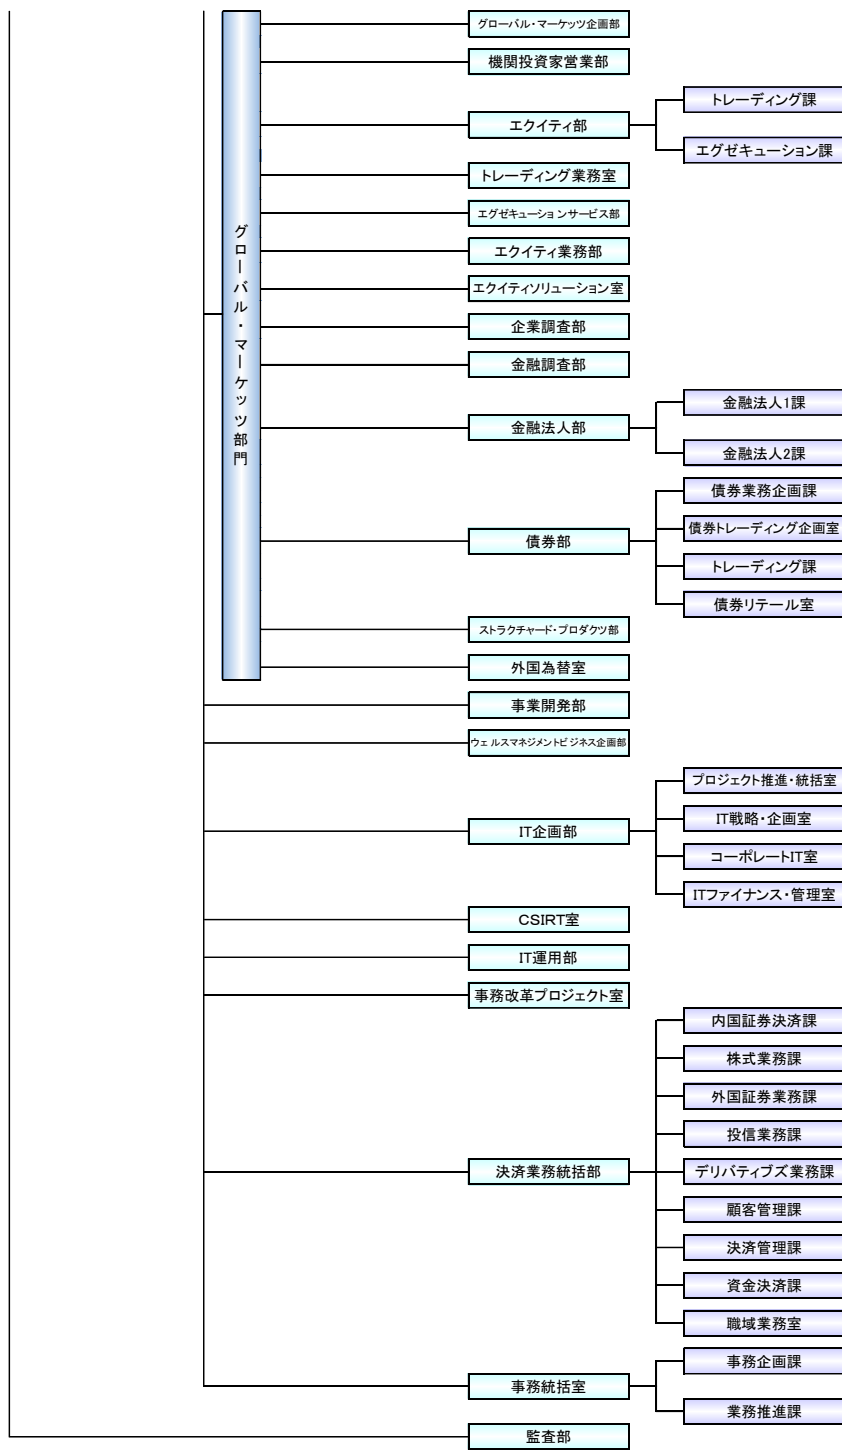 グローバル・マーケッツ部門
グローバル・マーケッツ企画部
機関投資家営業部
エクイティ部
トレーディング課
エグゼキューション課
トレーディング業務室
エグゼキューションサービス部
エクイティ業務部
エクイティソリューション室
企業調査部
金融調査部
金融法人部
金融法人1課
金融法人2課
債券部
債券業務企画課
債券トレーディング企画室
トレーディング課
債券リテール室
ストラクチャード・プロダクツ部
外国為替室
事業開発部
ウェルスマネジメントビジネス企画部
IT企画部
プロジェクト推進・統括室
IT戦略・企画室
コーポレートIT室
ITファイナンス・管理室
CSIRT室
IT運用部
事務改革プロジェクト室
決済業務統括部
内国証券決済課
株式業務課
外国証券業務課
投信業務課
デリバティブズ業務課
顧客管理課
決済管理課
資金決済課
職域業務室
事務統括室
事務企画課
業務推進課
監査部